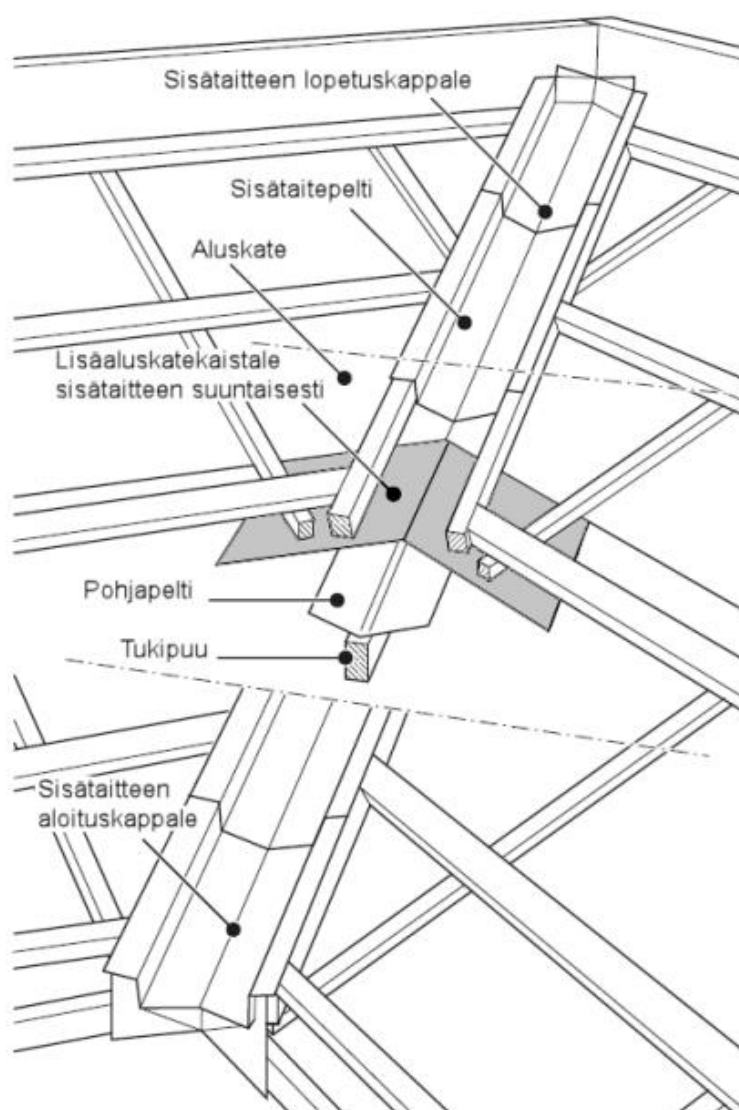 Sisätaitteen lopetuskappale
Sisätaitepelti
Aluskate
Lisäaluskatekaistale
sisätaitteen suuntaisesti
Pohjapelti
Tukipuu
Sisätaitteen
aloituskappale